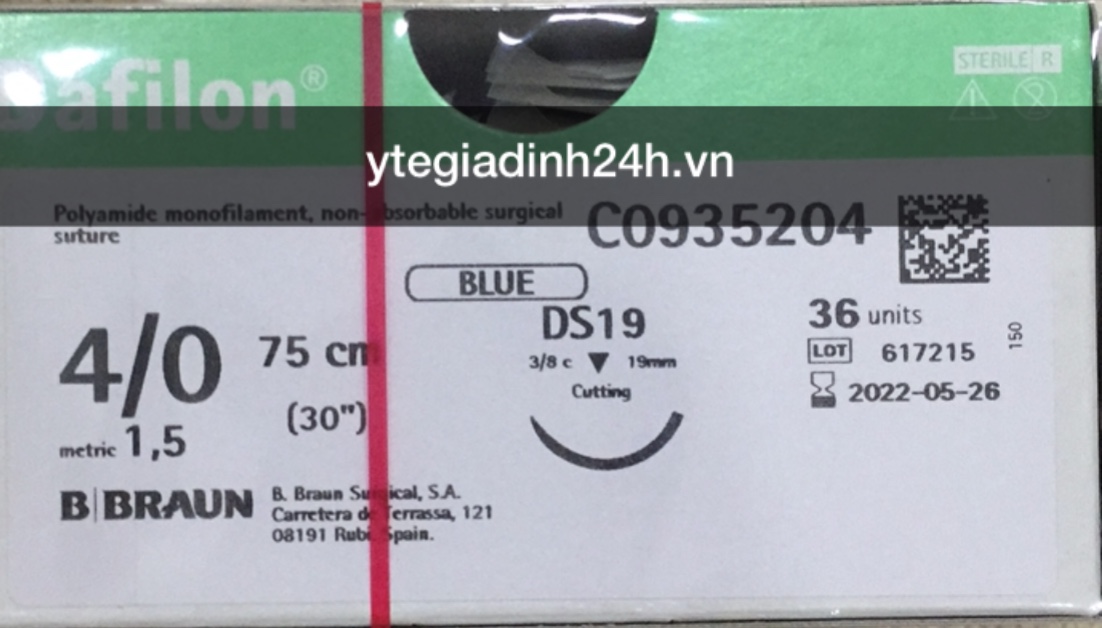 Dafilon®
STERILE R
ytegiadinh24h.vn
Polyamide monofilament, non-absorbable surgical
suture
C0935204
BLUE
4/0
75 cm
(30")
metric 1,5
DS19
3/8 c 19mm
Cutting
36 units
LOT 617215
2022-05-26
150
B|BRAUN
B. Braun Surgical, S.A.
Carretera de Terrassa, 121
08191 Rubi, Spain.